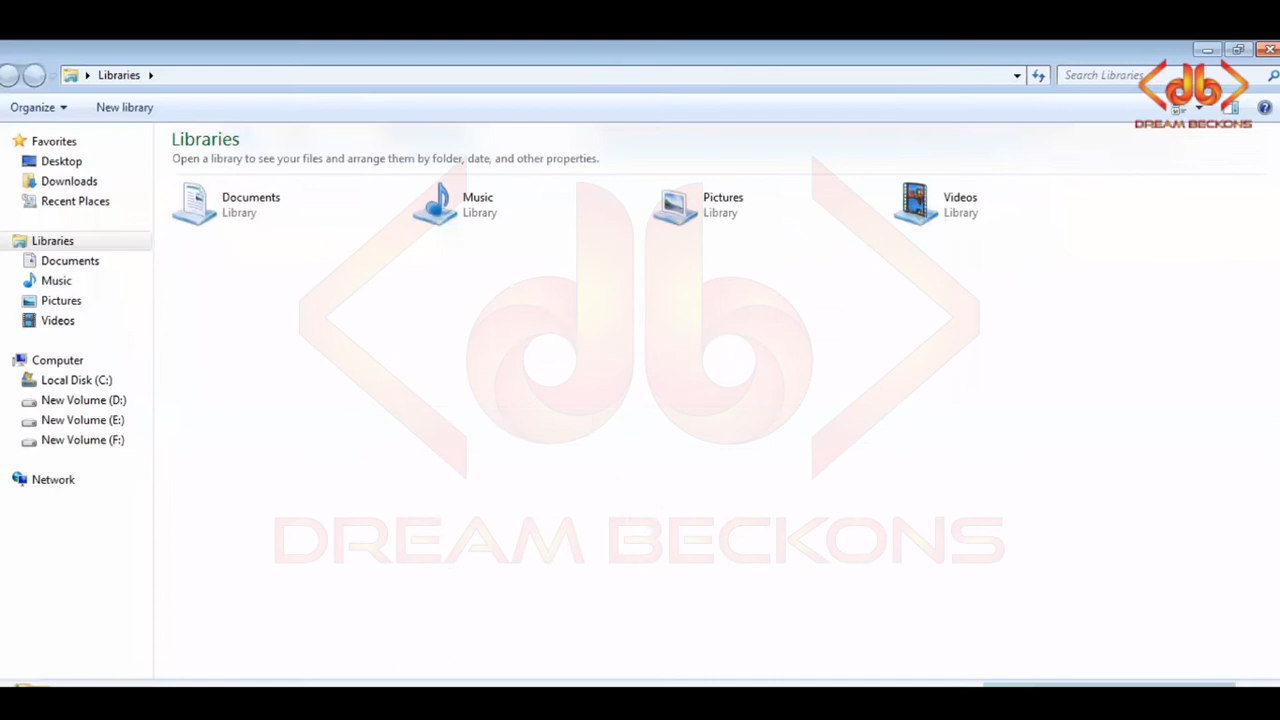 Libraries
Search Libraries
DREAM BECKONS
Organize
New library
Favorites
Desktop
Downloads
Recent Places
Libraries
Documents
Music
Pictures
Videos
Computer
Local Disk (C:)
New Volume (D:)
New Volume (E:)
New Volume (F:)
Network
Libraries
Open a library to see your files and arrange them by folder, date, and other properties.
Documents
Library
Music
Library
Pictures
Library
Videos
Library
db
DREAM BECKONS